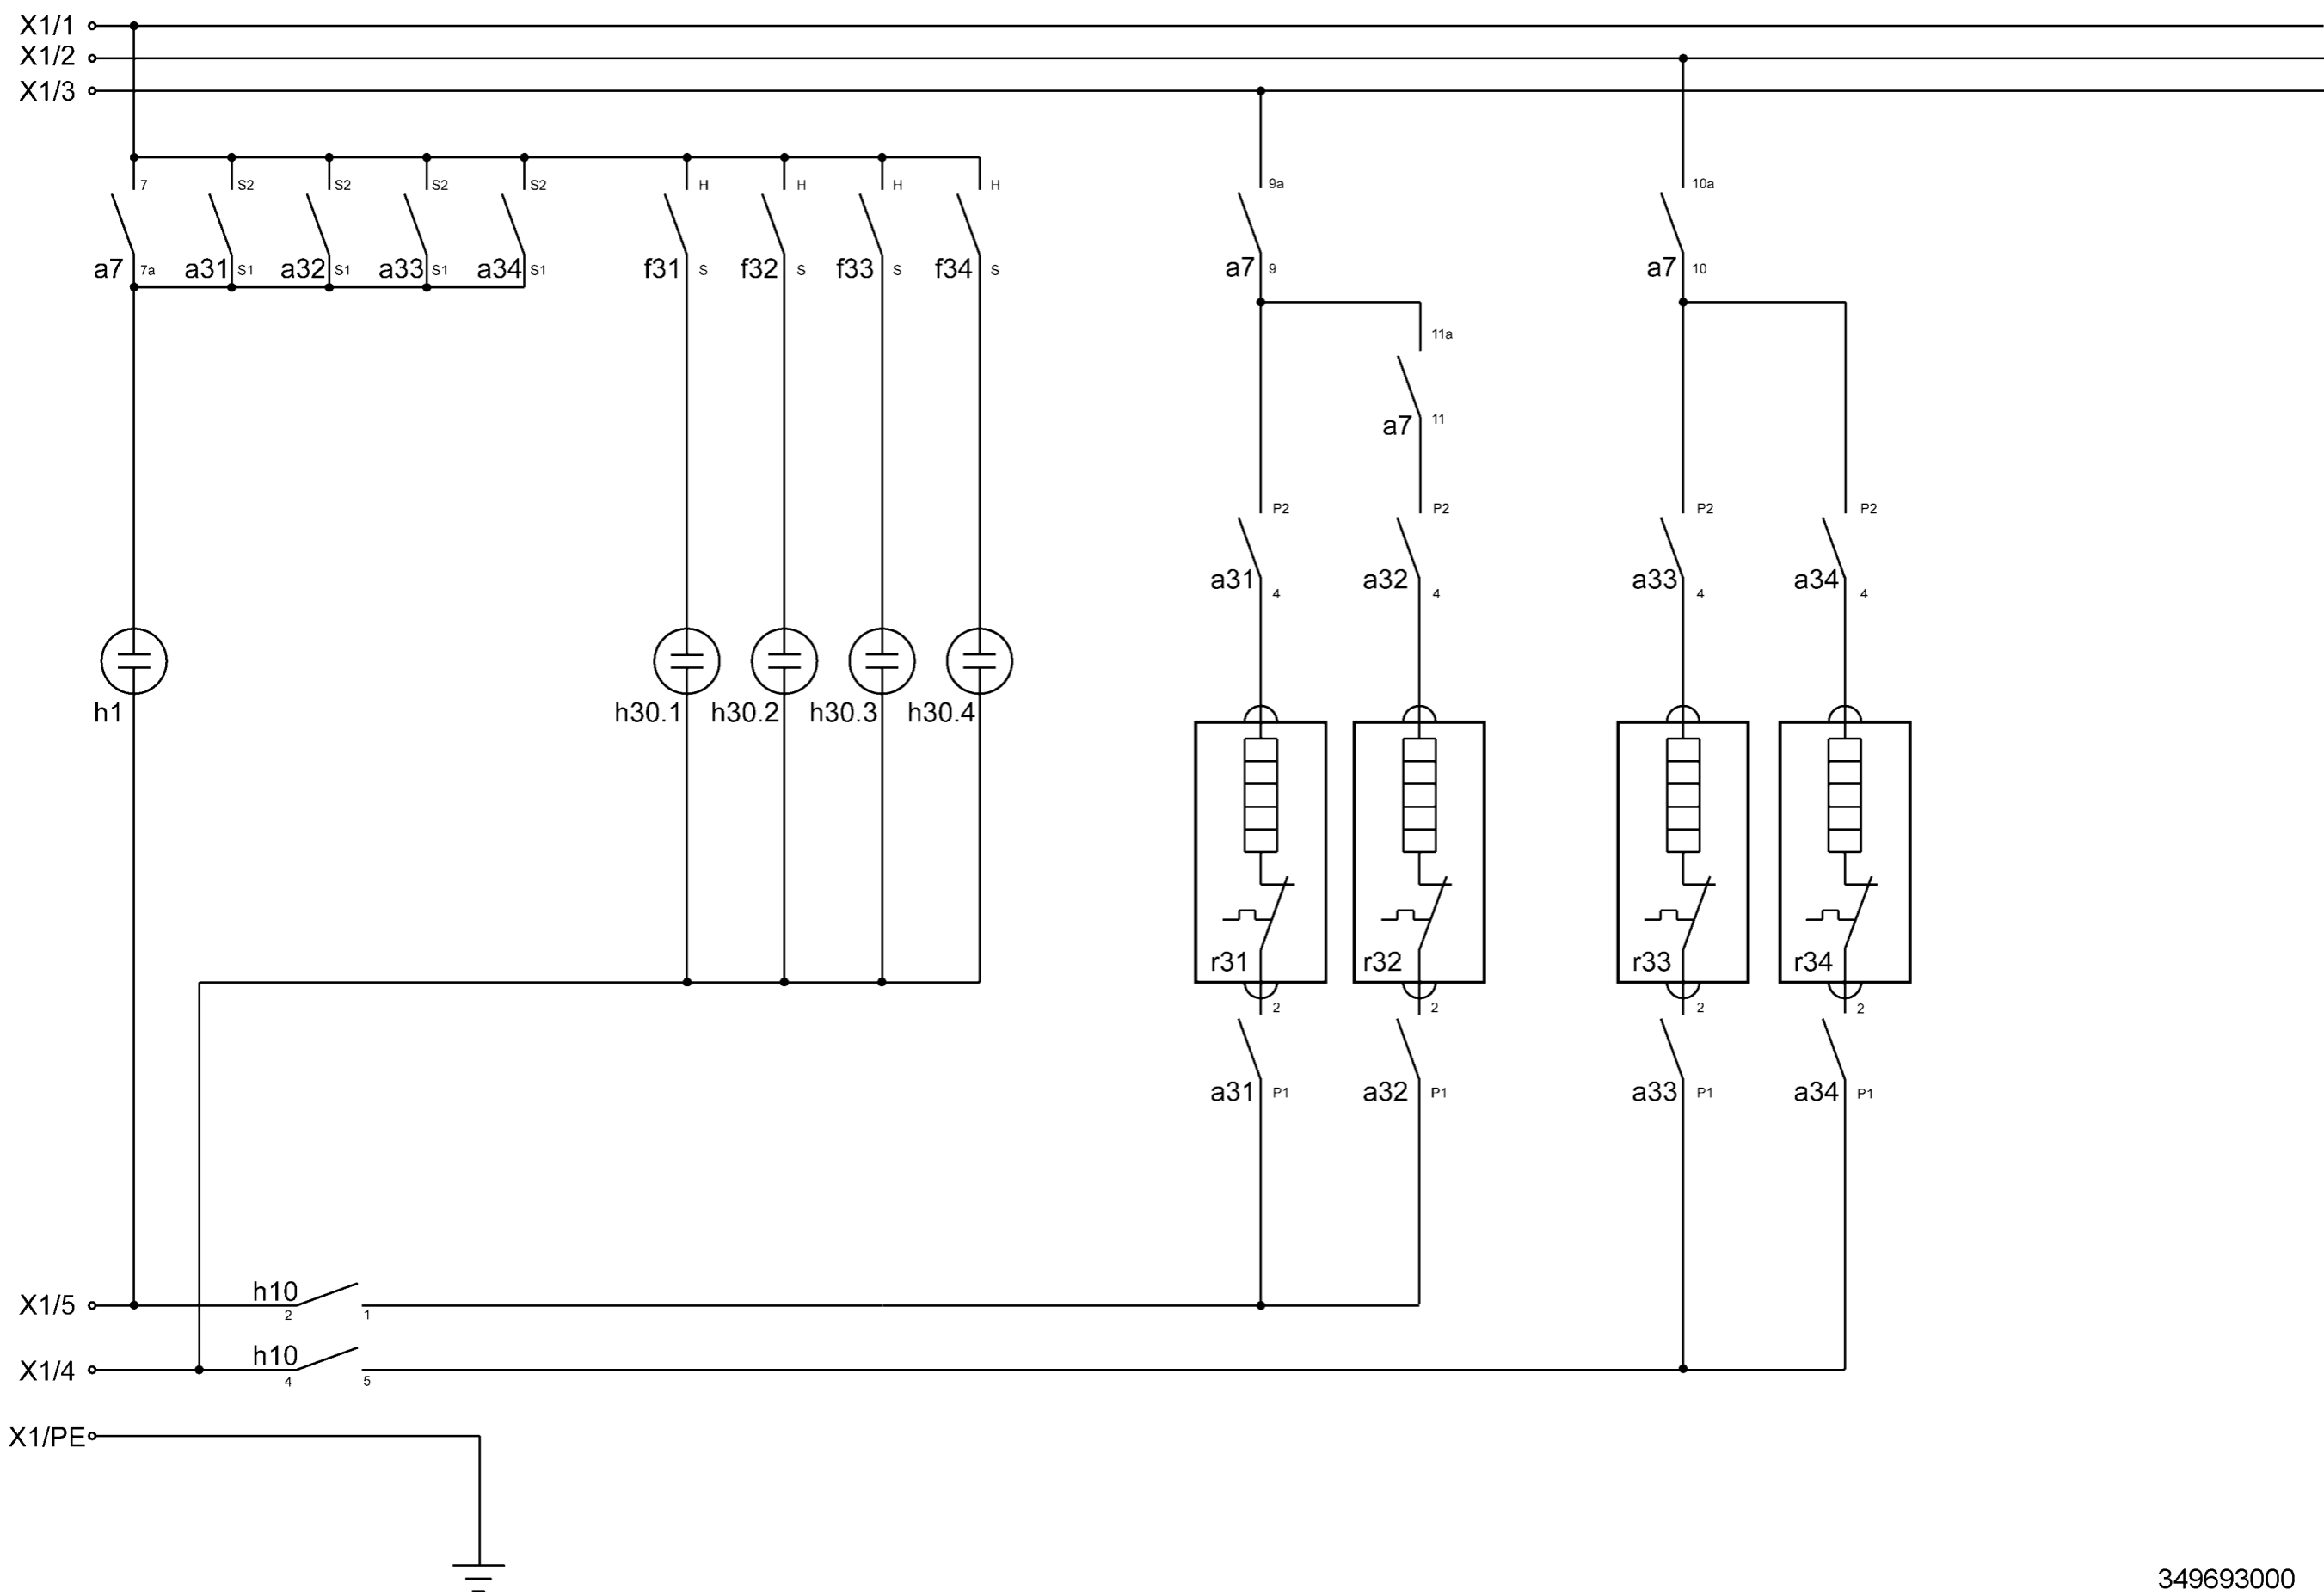 X1/1
X1/2
X1/3
7 S2 S2 S2 S2 H H H H 9a 10a
a7 7a a31 S1 a32 S1 a33 S1 a34 S1 f31 S f32 S f33 S f34 S a7 9 a7 10
11a
a7 11
P2 P2 P2 P2
a31 4 a32 4 a33 4 a34 4
h1 h30.1 h30.2 h30.3 h30.4
r31 r32 r33 r34
2 2 2 2
a31 P1 a32 P1 a33 P1 a34 P1
X1/5 h10 2 1
X1/4 h10 4 5
X1/PE
349693000